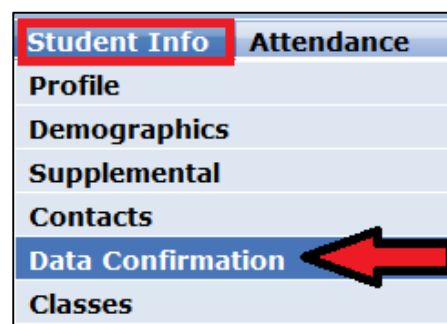 Student Info Attendance
Profile
Demographics
Supplemental
Contacts
Data Confirmation
Classes